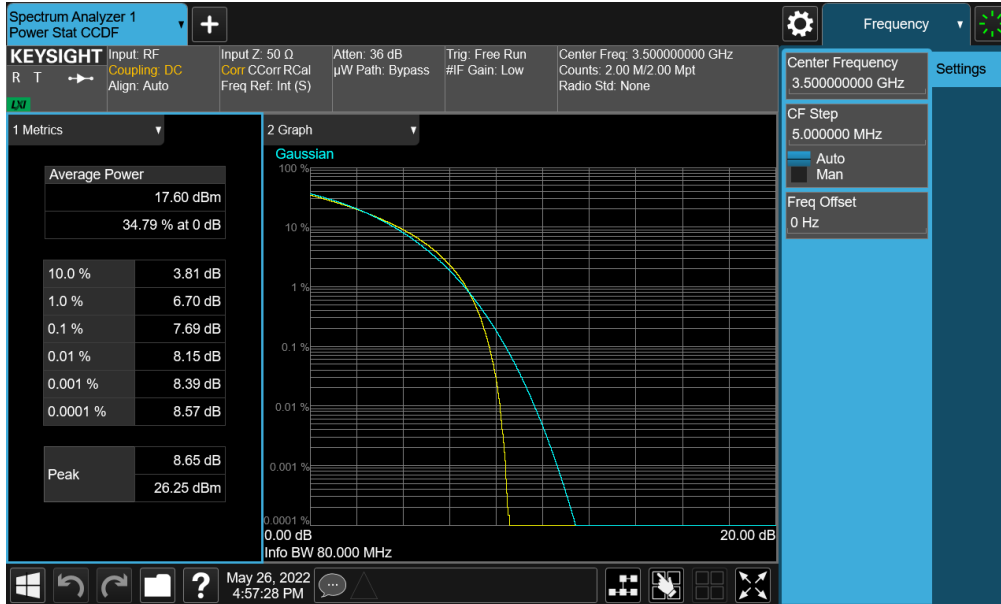 Spectrum Analyzer 1
Power Stat CCDF
Frequency
KEYSIGHT
R T
LXI
Input: RF
Coupling: DC
Align: Auto
Input Z: 50 Ω
Corr CCorr RCal
Freq Ref: Int (S)
Atten: 36 dB
µW Path: Bypass
Trig: Free Run
#IF Gain: Low
Center Freq: 3.500000000 GHz
Counts: 2.00 M/2.00 Mpt
Radio Std: None
1 Metrics
Average Power
17.60 dBm
34.79 % at 0 dB
10.0 % 3.81 dB
1.0 % 6.70 dB
0.1 % 7.69 dB
0.01 % 8.15 dB
0.001 % 8.39 dB
0.0001 % 8.57 dB
Peak
8.65 dB
26.25 dBm
2 Graph
Gaussian
100 %
10 %
1 %
0.1 %
0.01 %
0.001 %
0.0001 %
0.00 dB 20.00 dB
Info BW 80.000 MHz
Center Frequency
3.500000000 GHz
CF Step
5.000000 MHz
Auto
Man
Freq Offset
0 Hz
Settings
May 26, 2022
4:57:28 PM